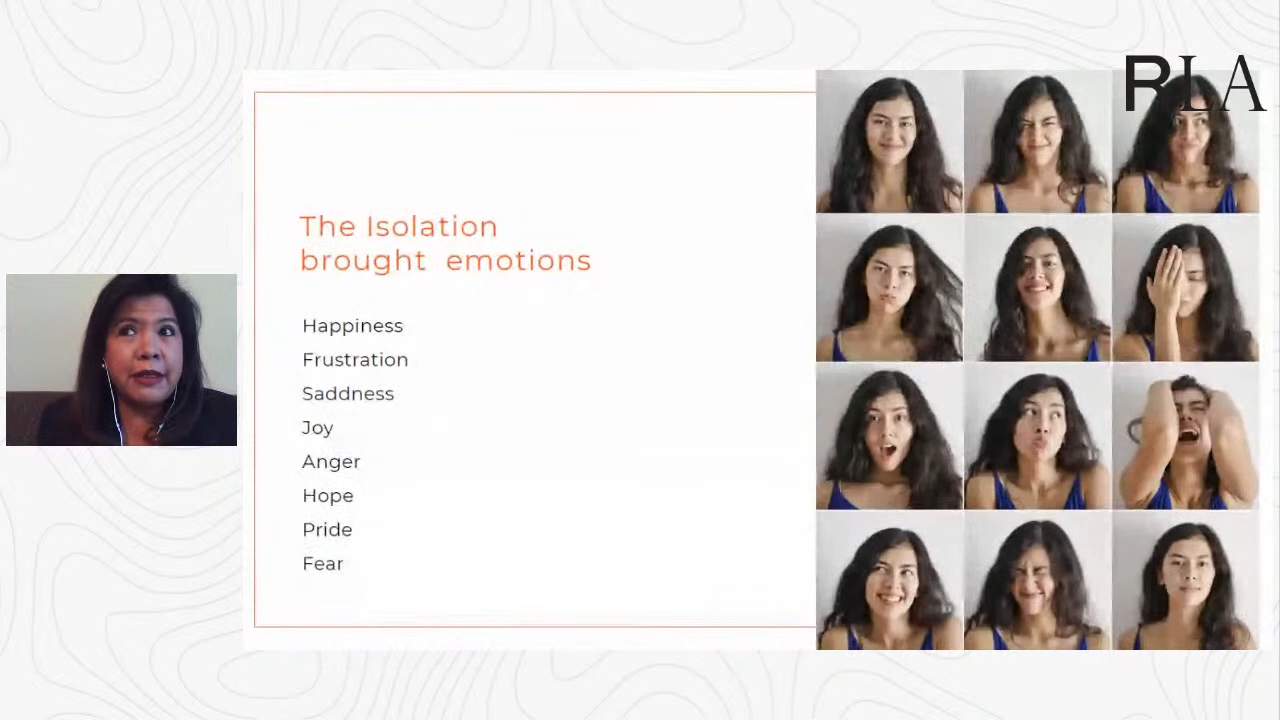 RLA
The Isolation
brought emotions
Happiness
Frustration
Saddness
Joy
Anger
Hope
Pride
Fear